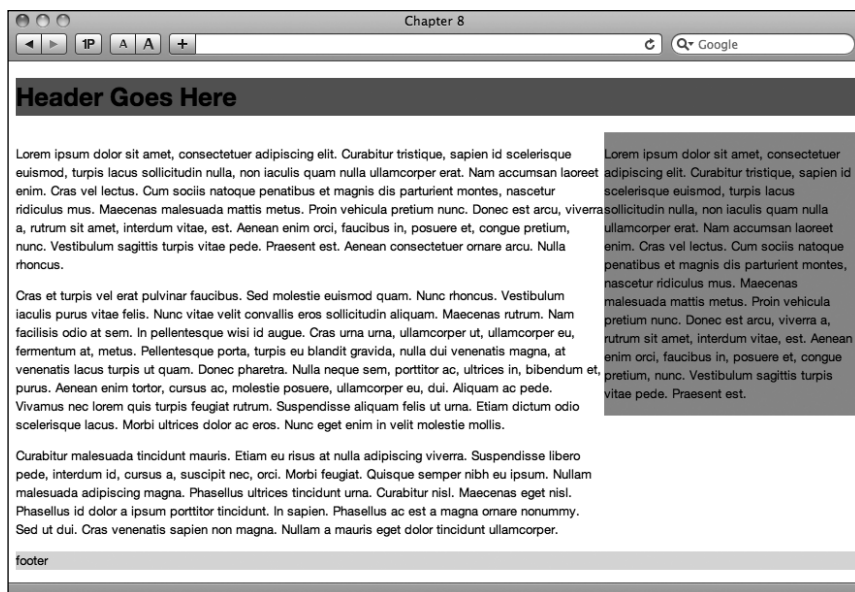 Chapter 8
1P
A A
+
Google
Header Goes Here
Lorem ipsum dolor sit amet, consectetuer adipiscing elit. Curabitur tristique, sapien id scelerisque
euismod, turpis lacus sollicitudin nulla, non iaculis quam nulla ullamcorper erat. Nam accumsan laoreet
enim. Cras vel lectus. Cum sociis natoque penatibus et magnis dis parturient montes, nascetur
ridiculus mus. Maecenas malesuada mattis metus. Proin vehicula pretium nunc. Donec est arcu, viverra
a, rutrum sit amet, interdum vitae, est. Aenean enim orci, faucibus in, posuere et, congue pretium,
nunc. Vestibulum sagittis turpis vitae pede. Praesent est. Aenean consectetuer ornare arcu. Nulla
rhoncus.
Cras et turpis vel erat pulvinar faucibus. Sed molestie euismod quam. Nunc rhoncus. Vestibulum
iaculis purus vitae felis. Nunc vitae velit convallis eros sollicitudin aliquam. Maecenas rutrum. Nam
facilisis odio at sem. In pellentesque wisi id augue. Cras urna urna, ullamcorper ut, ullamcorper eu,
fermentum at, metus. Pellentesque porta, turpis eu blandit gravida, nulla dui venenatis magna, at
venenatis lacus turpis ut quam. Donec pharetra. Nulla neque sem, porttitor ac, ultrices in, bibendum et,
purus. Aenean enim tortor, cursus ac, molestie posuere, ullamcorper eu, dui. Aliquam ac pede.
Vivamus nec lorem quis turpis feugiat rutrum. Suspendisse aliquam felis ut urna. Etiam dictum odio
scelerisque lacus. Morbi ultrices dolor ac eros. Nunc eget enim in velit molestie mollis.
Curabitur malesuada tincidunt mauris. Etiam eu risus at nulla adipiscing viverra. Suspendisse libero
pede, interdum id, cursus a, suscipit nec, orci. Morbi feugiat. Quisque semper nibh eu ipsum. Nullam
malesuada adipiscing magna. Phasellus ultrices tincidunt urna. Curabitur nisl. Maecenas eget nisl.
Phasellus id dolor a ipsum porttitor tincidunt. In sapien. Phasellus ac est a magna ornare nonummy.
Sed ut dui. Cras venenatis sapien non magna. Nullam a mauris eget dolor tincidunt ullamcorper.
Lorem ipsum dolor sit amet, consectetuer
adipiscing elit. Curabitur tristique, sapien id
scelerisque euismod, turpis lacus
sollicitudin nulla, non iaculis quam nulla
ullamcorper erat. Nam accumsan laoreet
enim. Cras vel lectus. Cum sociis natoque
penatibus et magnis dis parturient montes,
nascetur ridiculus mus. Maecenas
malesuada mattis metus. Proin vehicula
pretium nunc. Donec est arcu, viverra a,
rutrum sit amet, interdum vitae, est. Aenean
enim orci, faucibus in, posuere et, congue
pretium, nunc. Vestibulum sagittis turpis
vitae pede. Praesent est.
footer